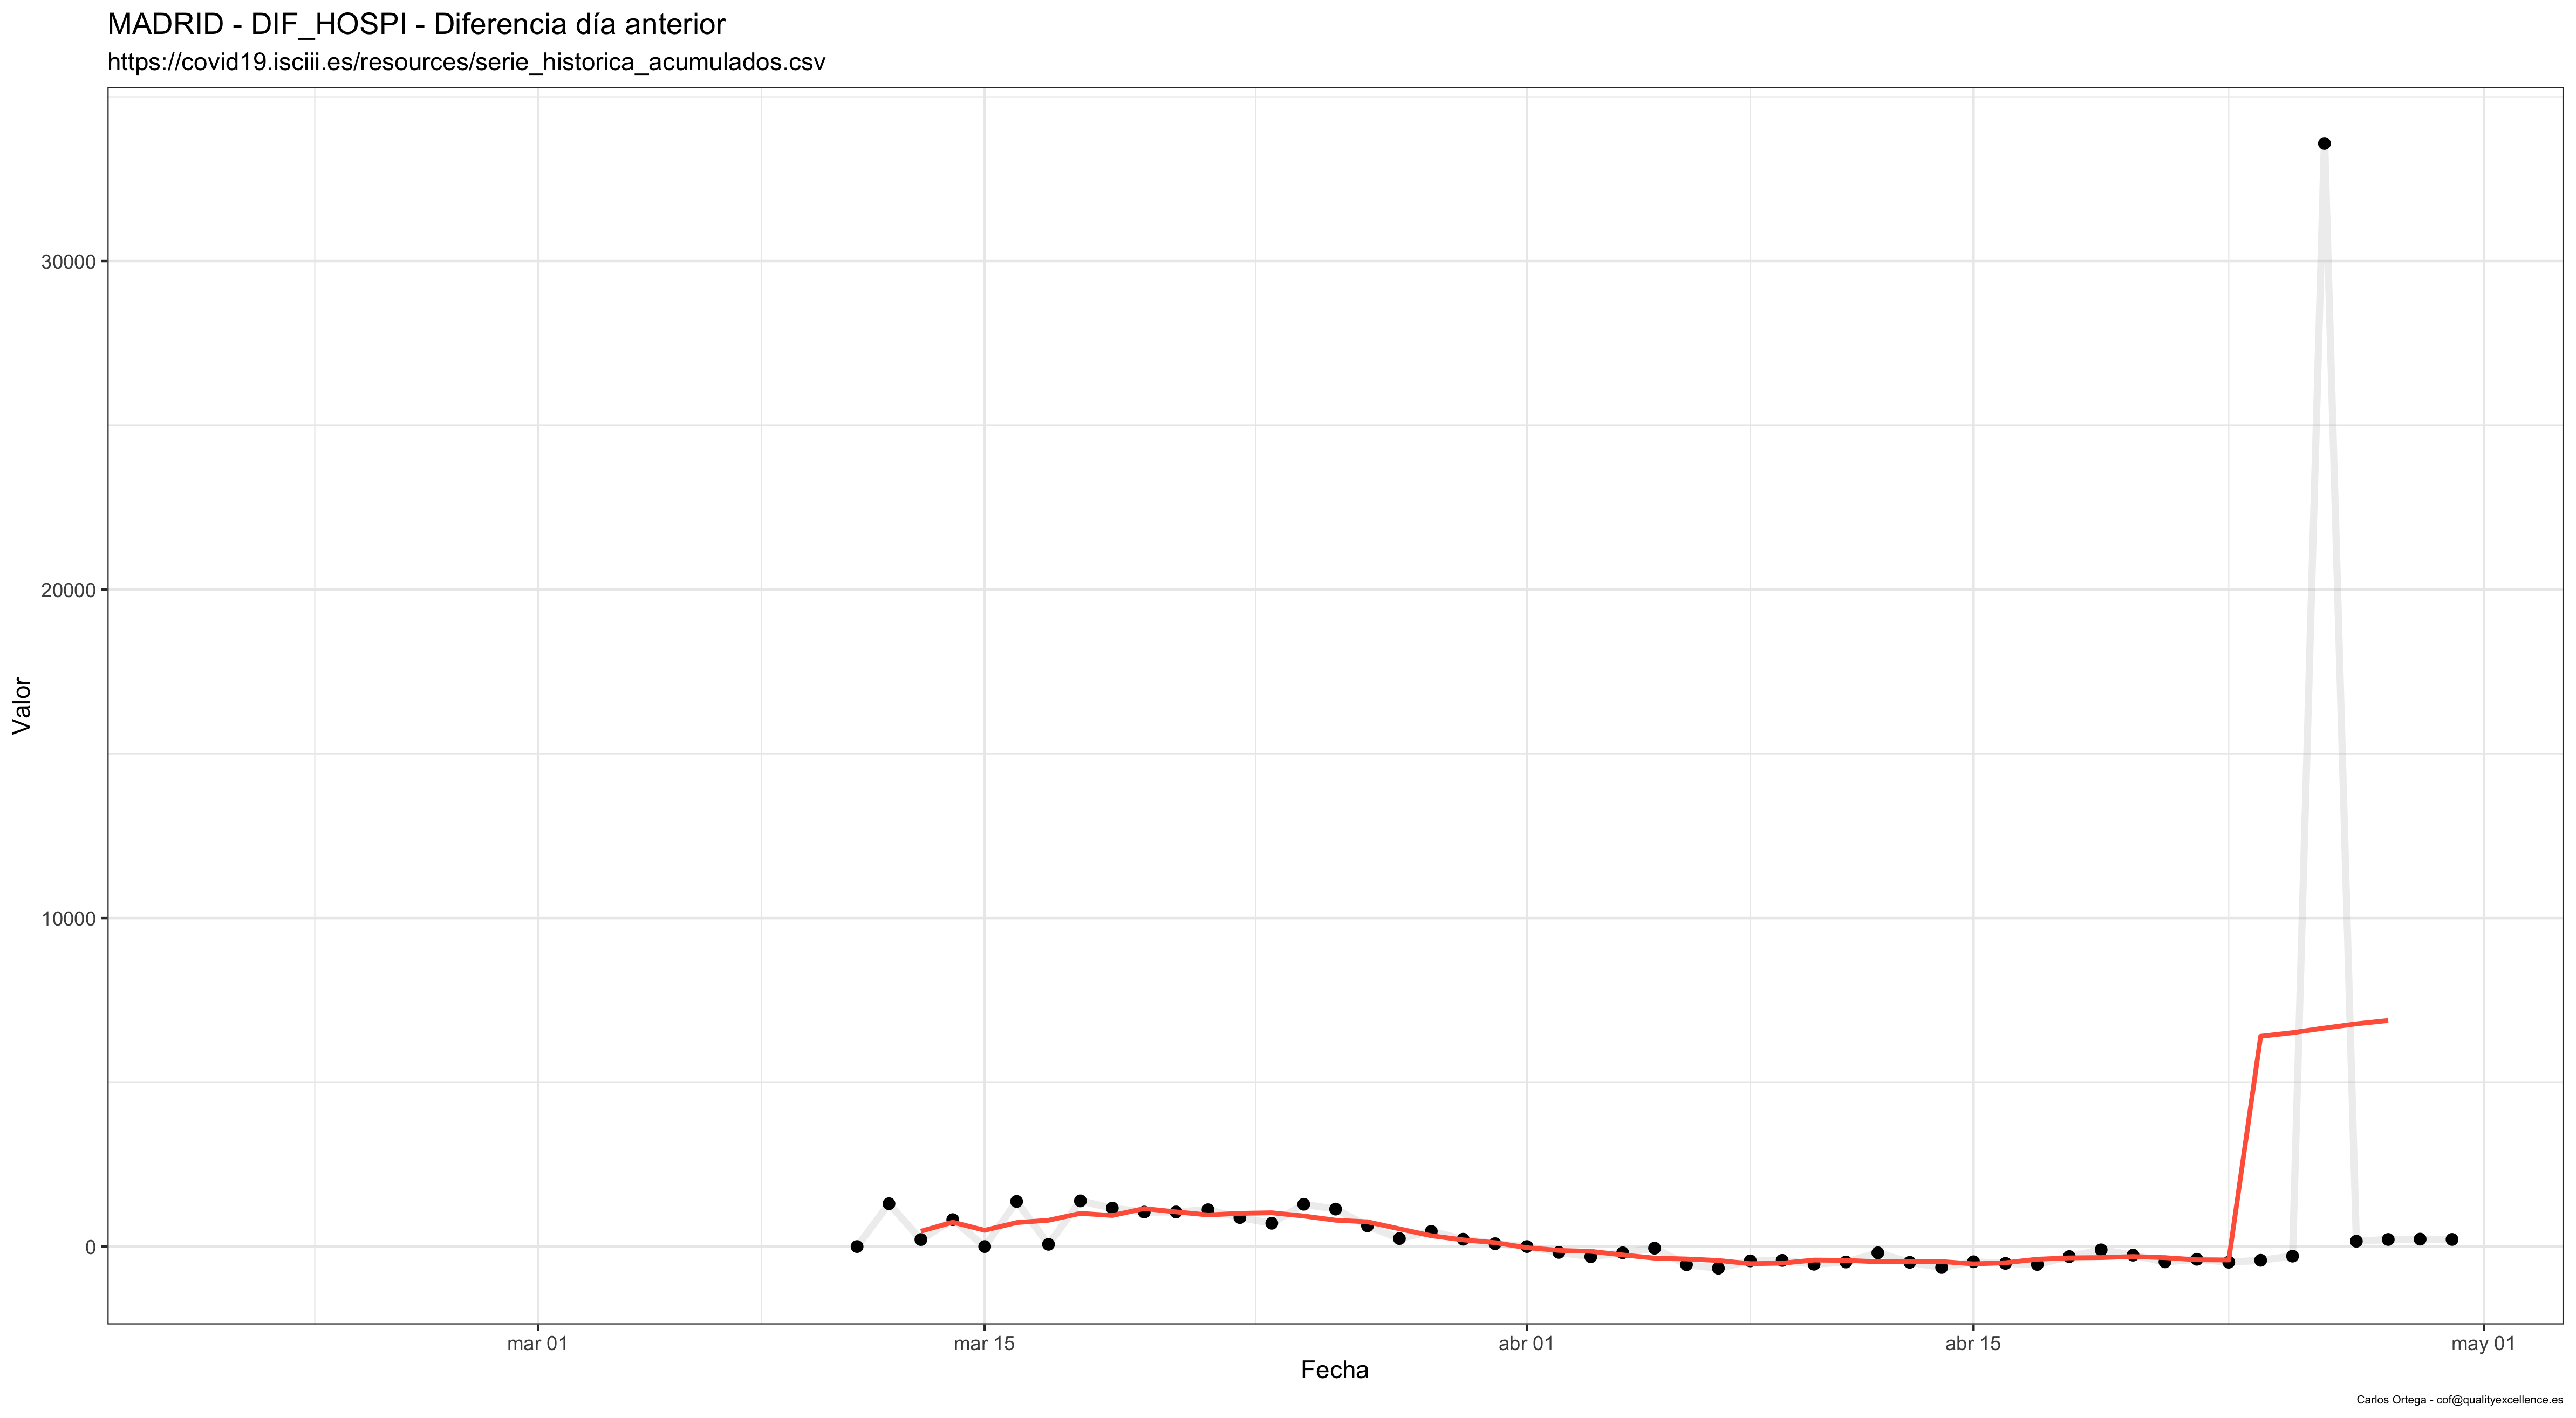 MADRID - DIF_HOSPI - Diferencia día anterior
https://covid19.isciii.es/resources/serie_historica_acumulados.csv
30000
20000
10000
0
Valor
mar 01
mar 15
abr 01
abr 15
may 01
Fecha
Carlos Ortega - cof@qualityexcellence.es